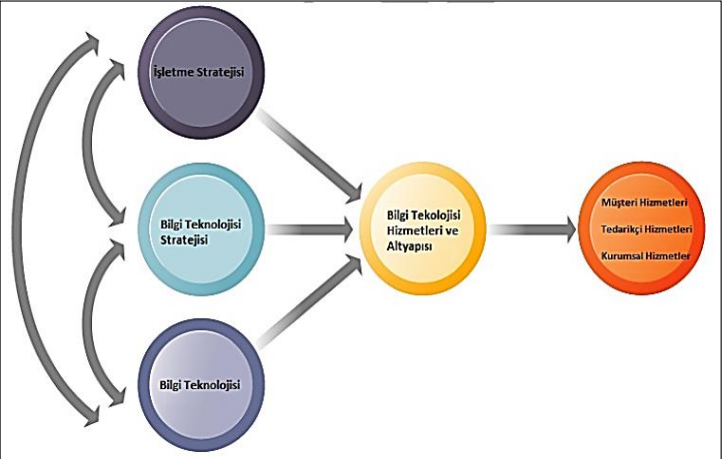 İşletme Stratejisi
Bilgi Teknolojisi
Stratejisi
Bilgi Teknolojisi
Bilgi Tekolojisi
Hizmetleri ve
Altyapısı
Müşteri Hizmetleri
Tedarikçi Hizmetleri
Kurumsal Hizmetler